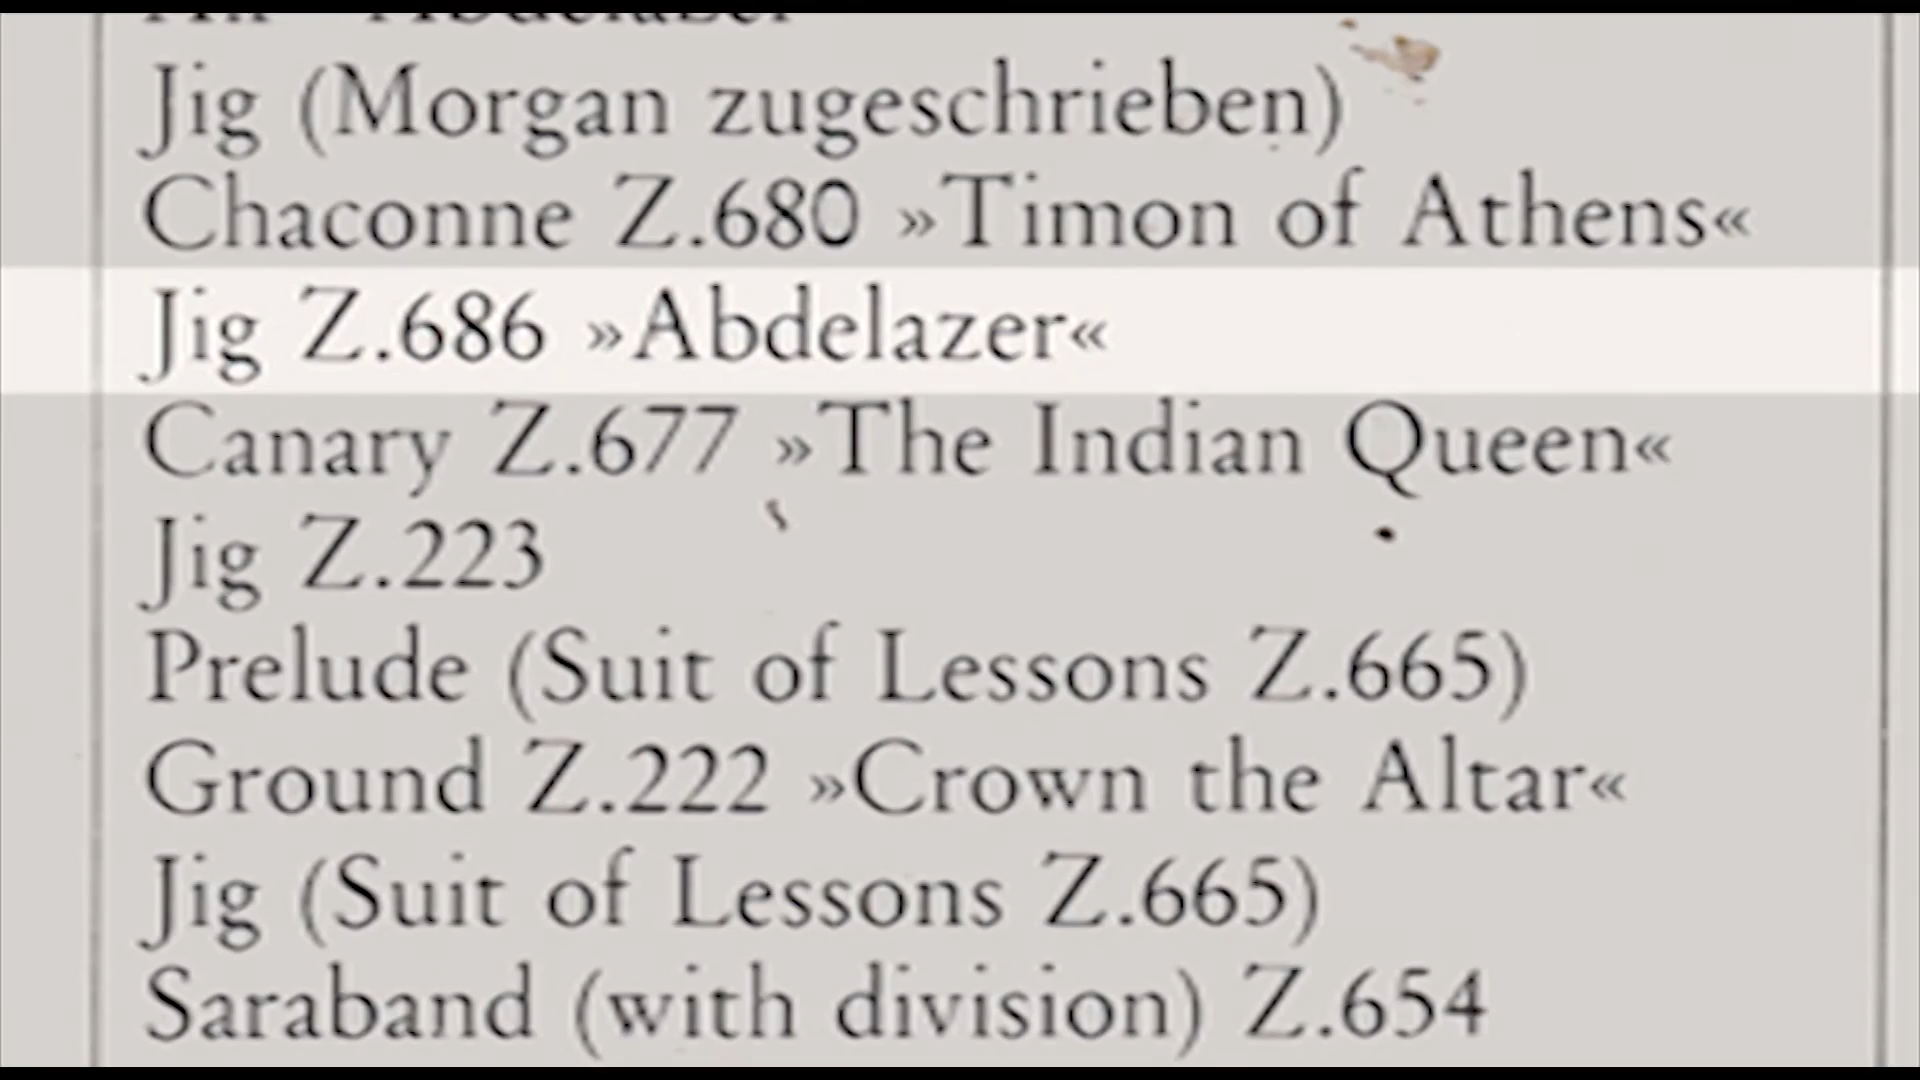 Jig (Morgan zugeschrieben)
Chaconne Z.680 »Timon of Athens«
Jig Z.686 »Abdelazer«
Canary Z.677 »The Indian Queen«
Jig Z.223
Prelude (Suit of Lessons Z.665)
Ground Z.222 »Crown the Altar«
Jig (Suit of Lessons Z.665)
Saraband (with division) Z.654